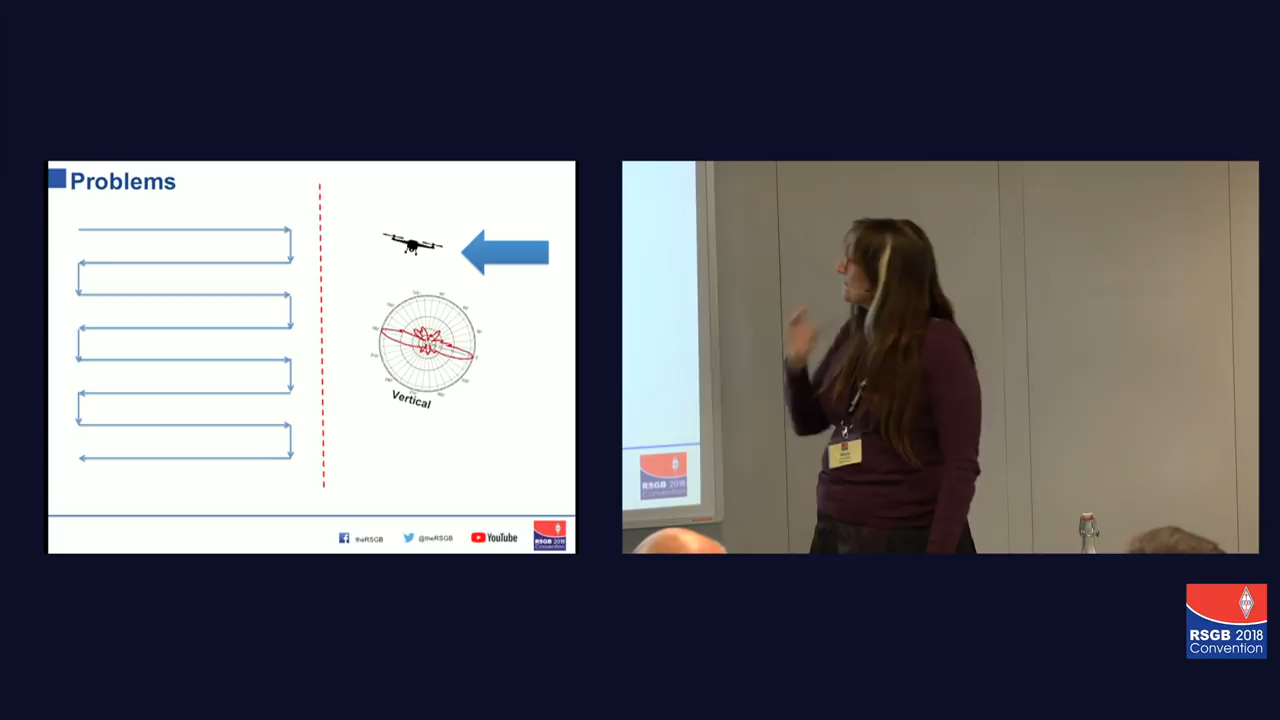 Problems
Vertical
theRSGB
@theRSGB
YouTube
RSGB 2018
Convention
RSGB 2018
Convention
RSGB 2018
Convention